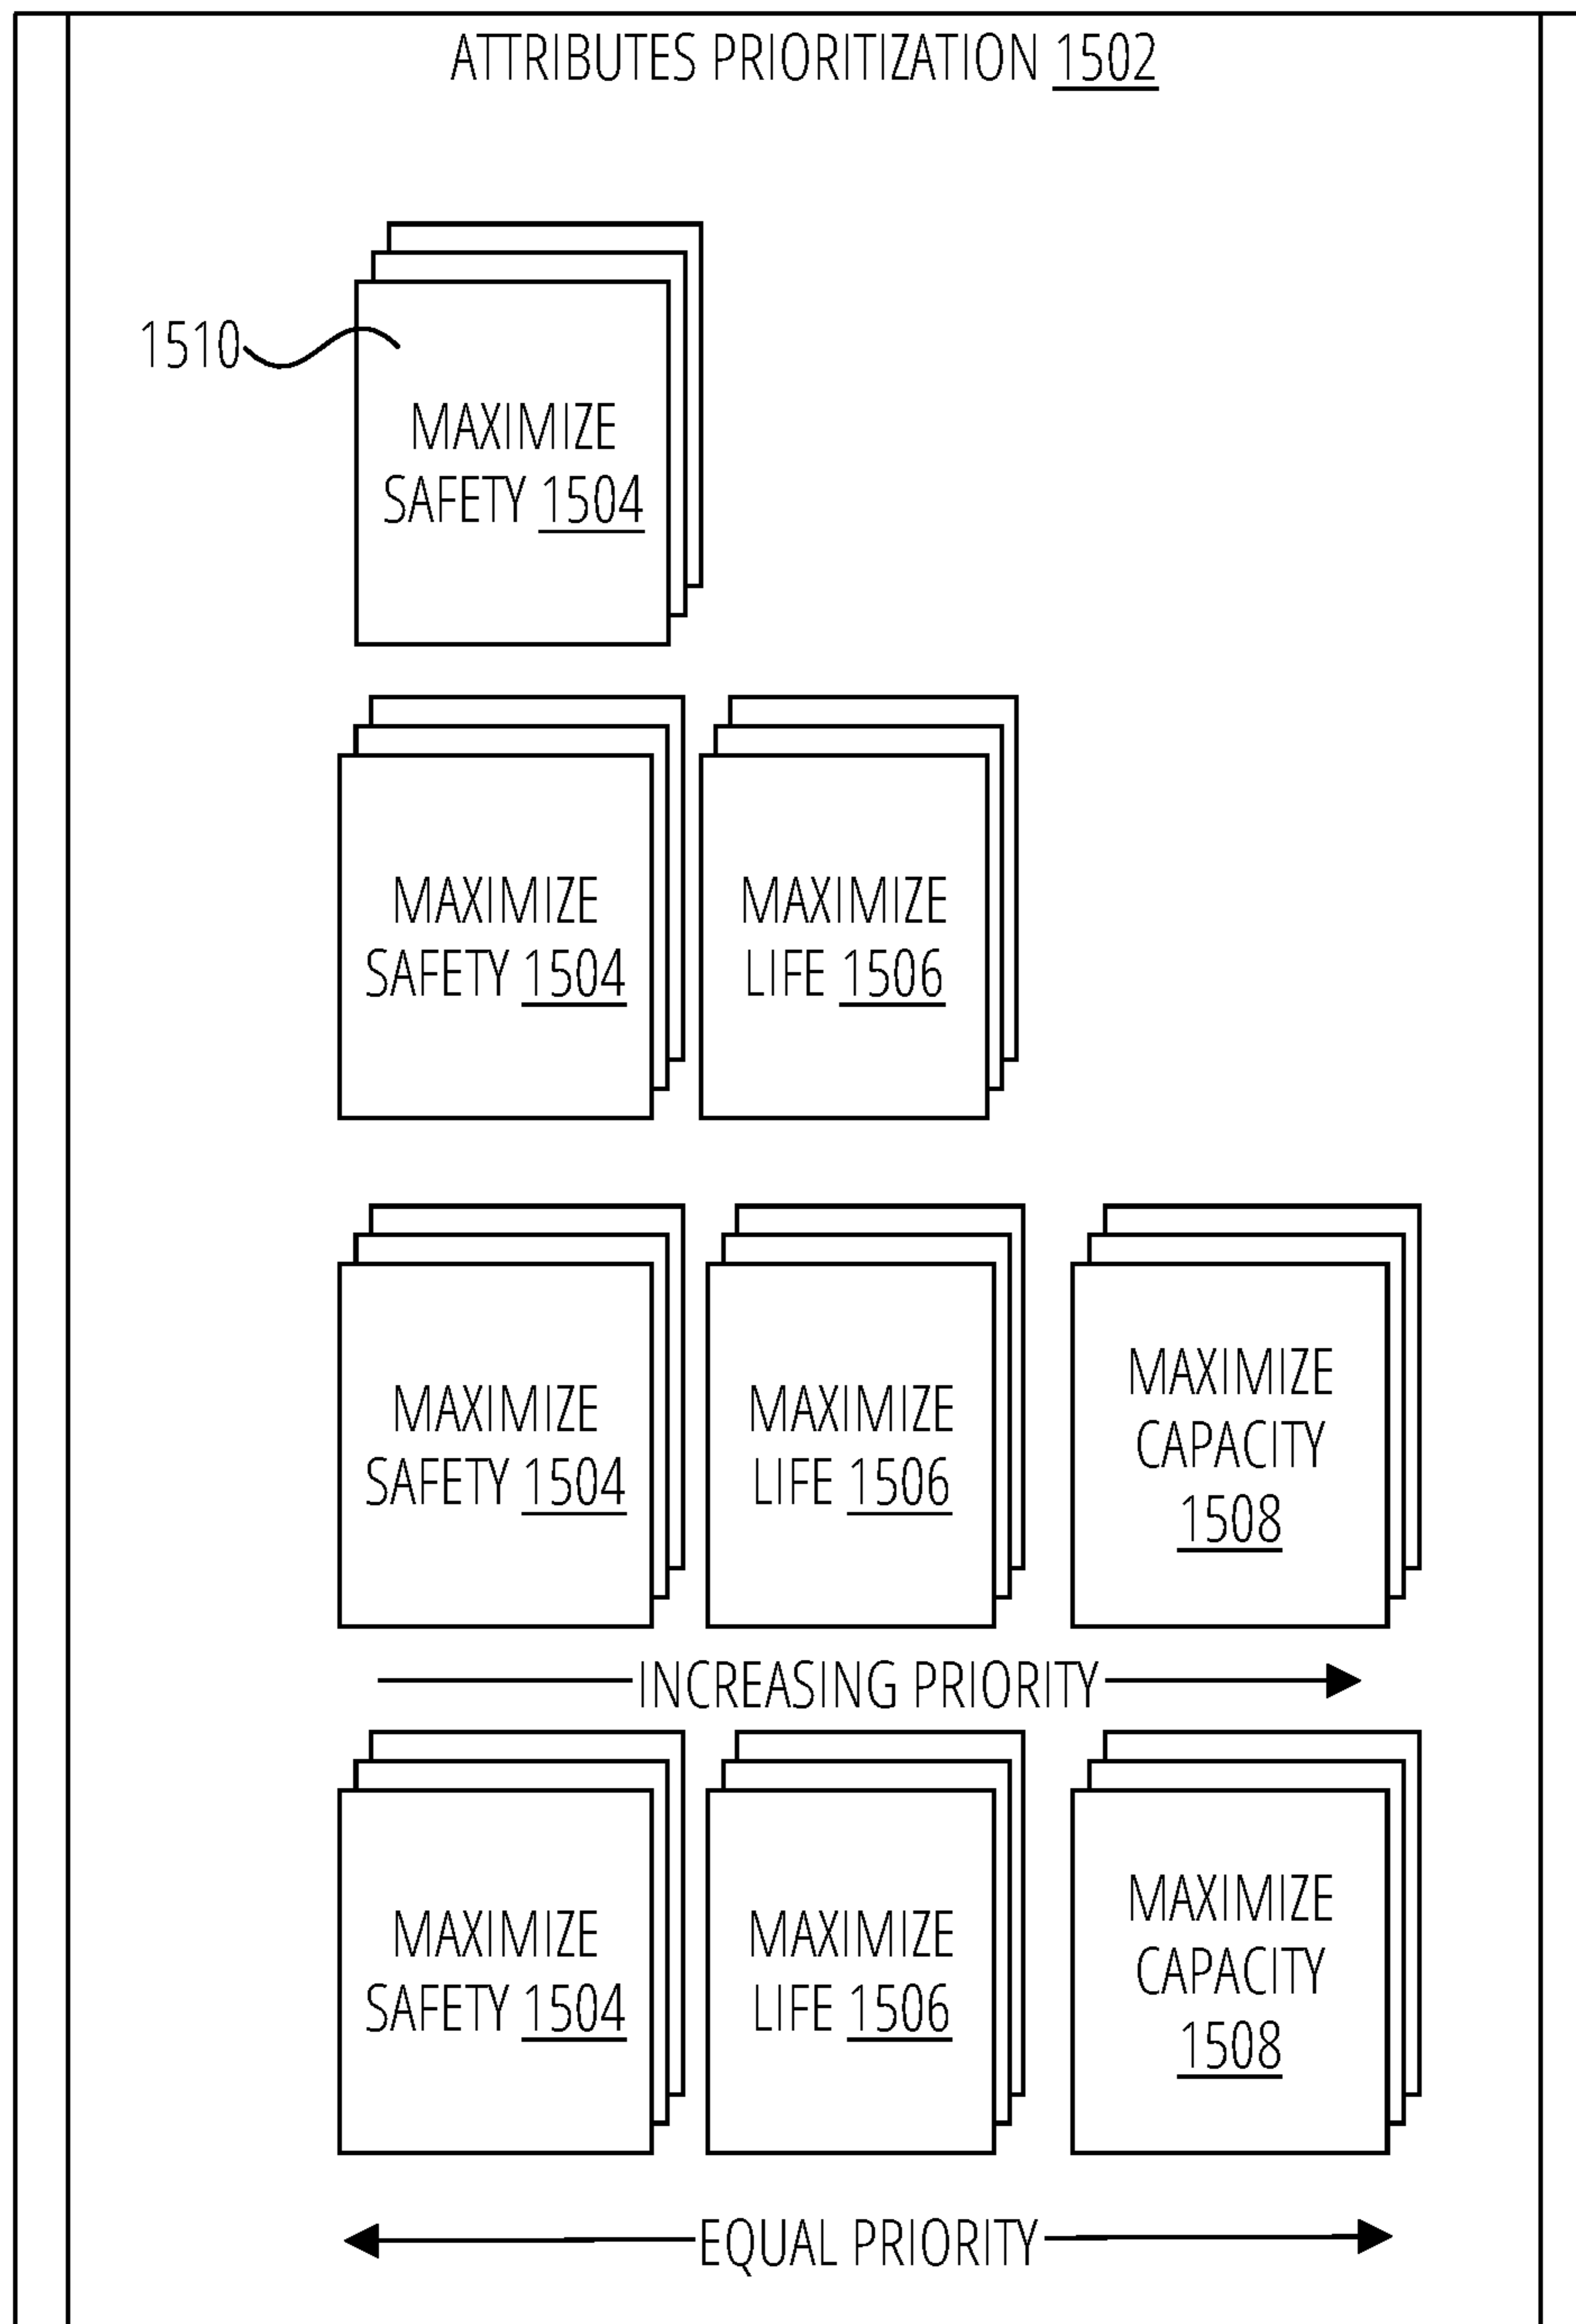 ATTRIBUTES PRIORITIZATION 1502
1510
MAXIMIZE
SAFETY 1504
MAXIMIZE
SAFETY 1504
MAXIMIZE
LIFE 1506
MAXIMIZE
SAFETY 1504
MAXIMIZE
LIFE 1506
MAXIMIZE
CAPACITY
1508
INCREASING PRIORITY
MAXIMIZE
SAFETY 1504
MAXIMIZE
LIFE 1506
MAXIMIZE
CAPACITY
1508
EQUAL PRIORITY